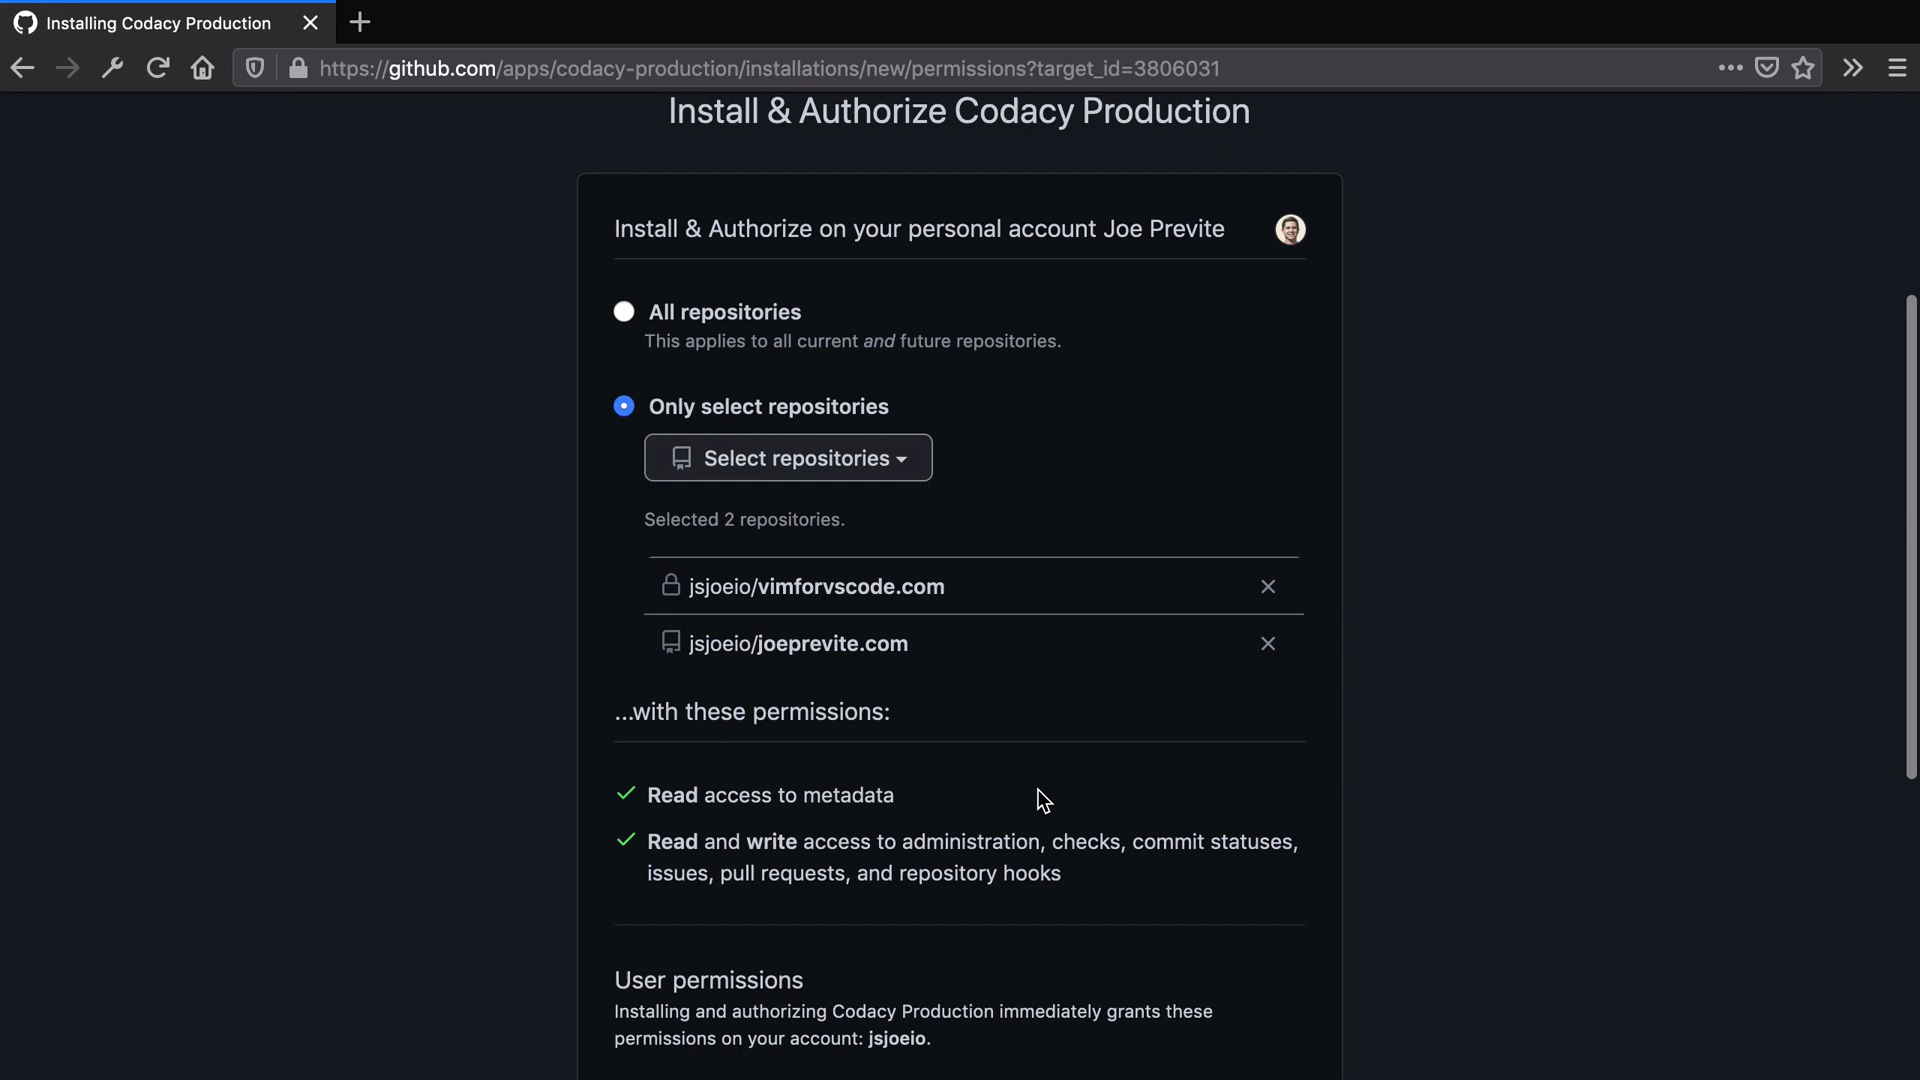 Installing Codacy Production
https://github.com/apps/codacy-production/installations/new/permissions?target_id=3806031
Install & Authorize Codacy Production
Install & Authorize on your personal account Joe Previte
All repositories
This applies to all current and future repositories.
Only select repositories
Select repositories
Selected 2 repositories.
jsjoeio/vimforvscode.com
jsjoeio/joeprevite.com
...with these permissions:
Read access to metadata
Read and write access to administration, checks, commit statuses,
issues, pull requests, and repository hooks
User permissions
Installing and authorizing Codacy Production immediately grants these
permissions on your account: jsjoeio.